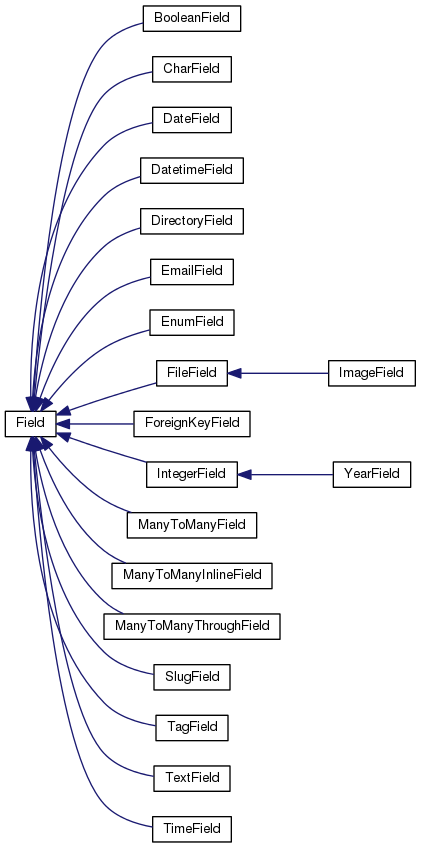 BooleanField
CharField
DateField
DatetimeField
DirectoryField
EmailField
EnumField
FileField
ImageField
Field
ForeignKeyField
IntegerField
YearField
ManyToManyField
ManyToManyInlineField
ManyToManyThroughField
SlugField
TagField
TextField
TimeField